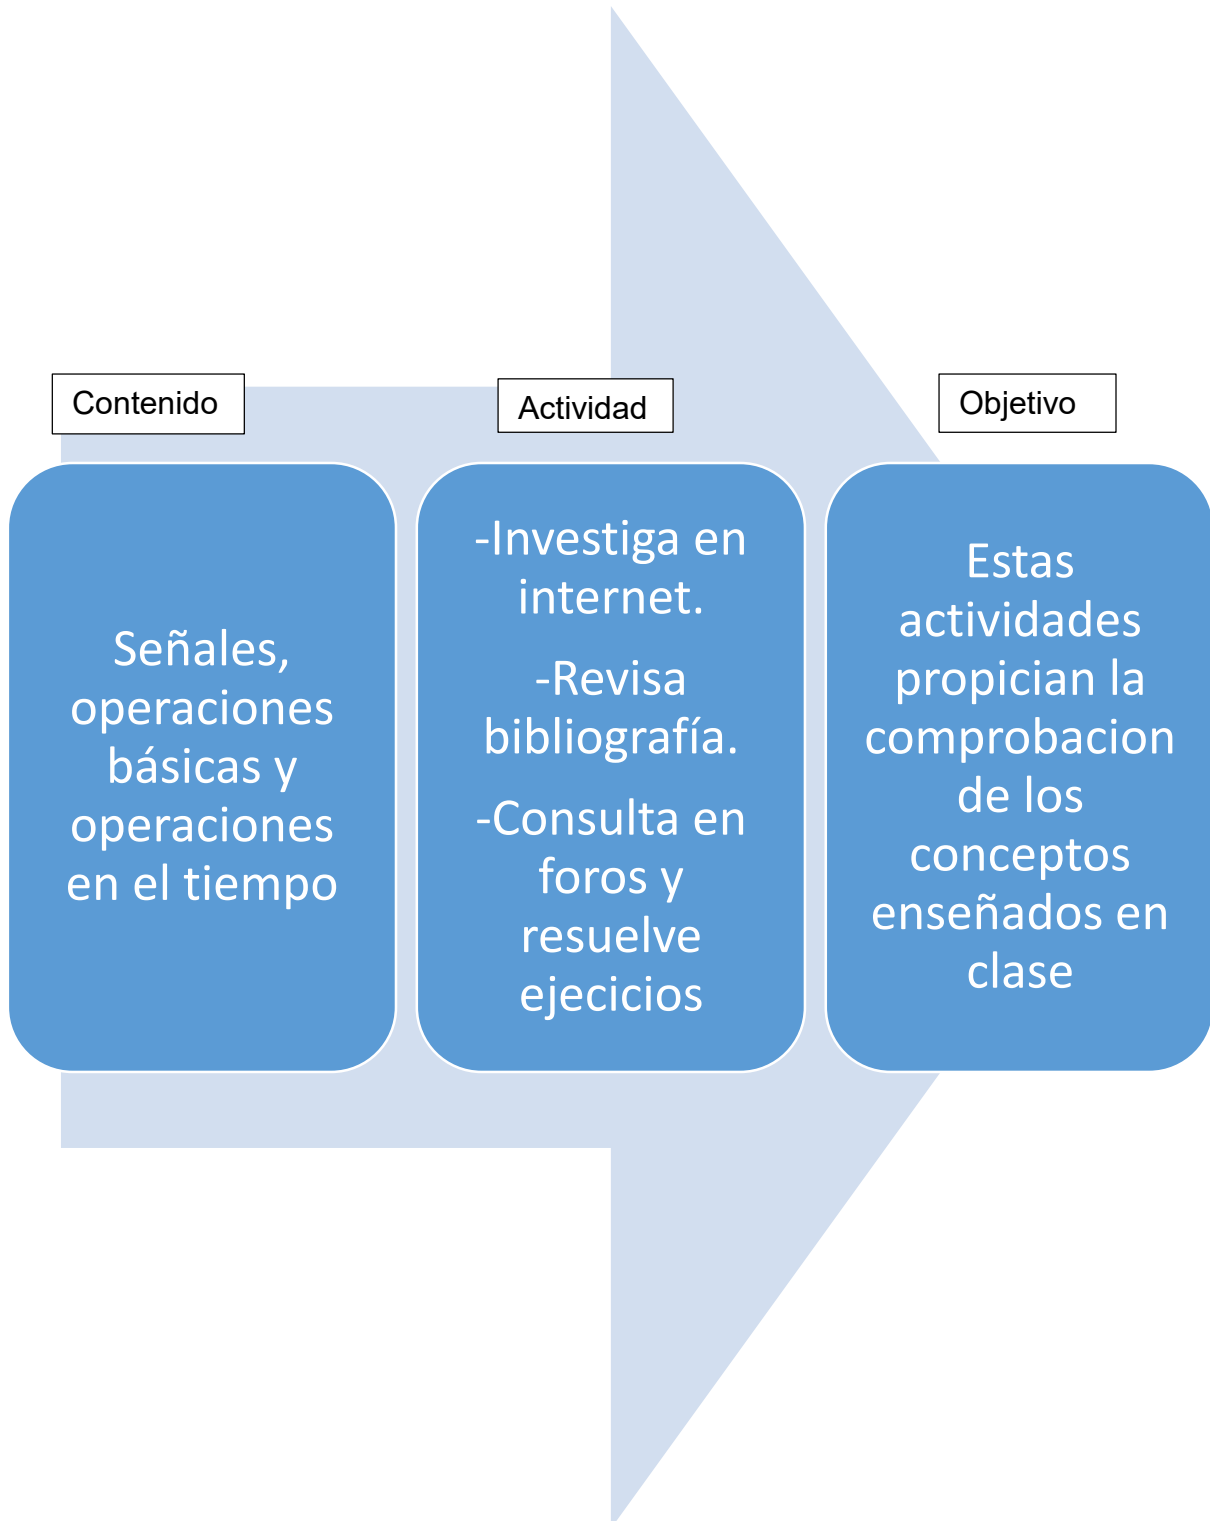 Contenido
Señales,
operaciones
básicas y
operaciones
en el tiempo
Actividad
-Investiga en
internet.
-Revisa
bibliografía.
-Consulta en
foros y
resuelve
ejecicios
Objetivo
Estas
actividades
propician la
comprobacion
de los
conceptos
enseñados en
clase